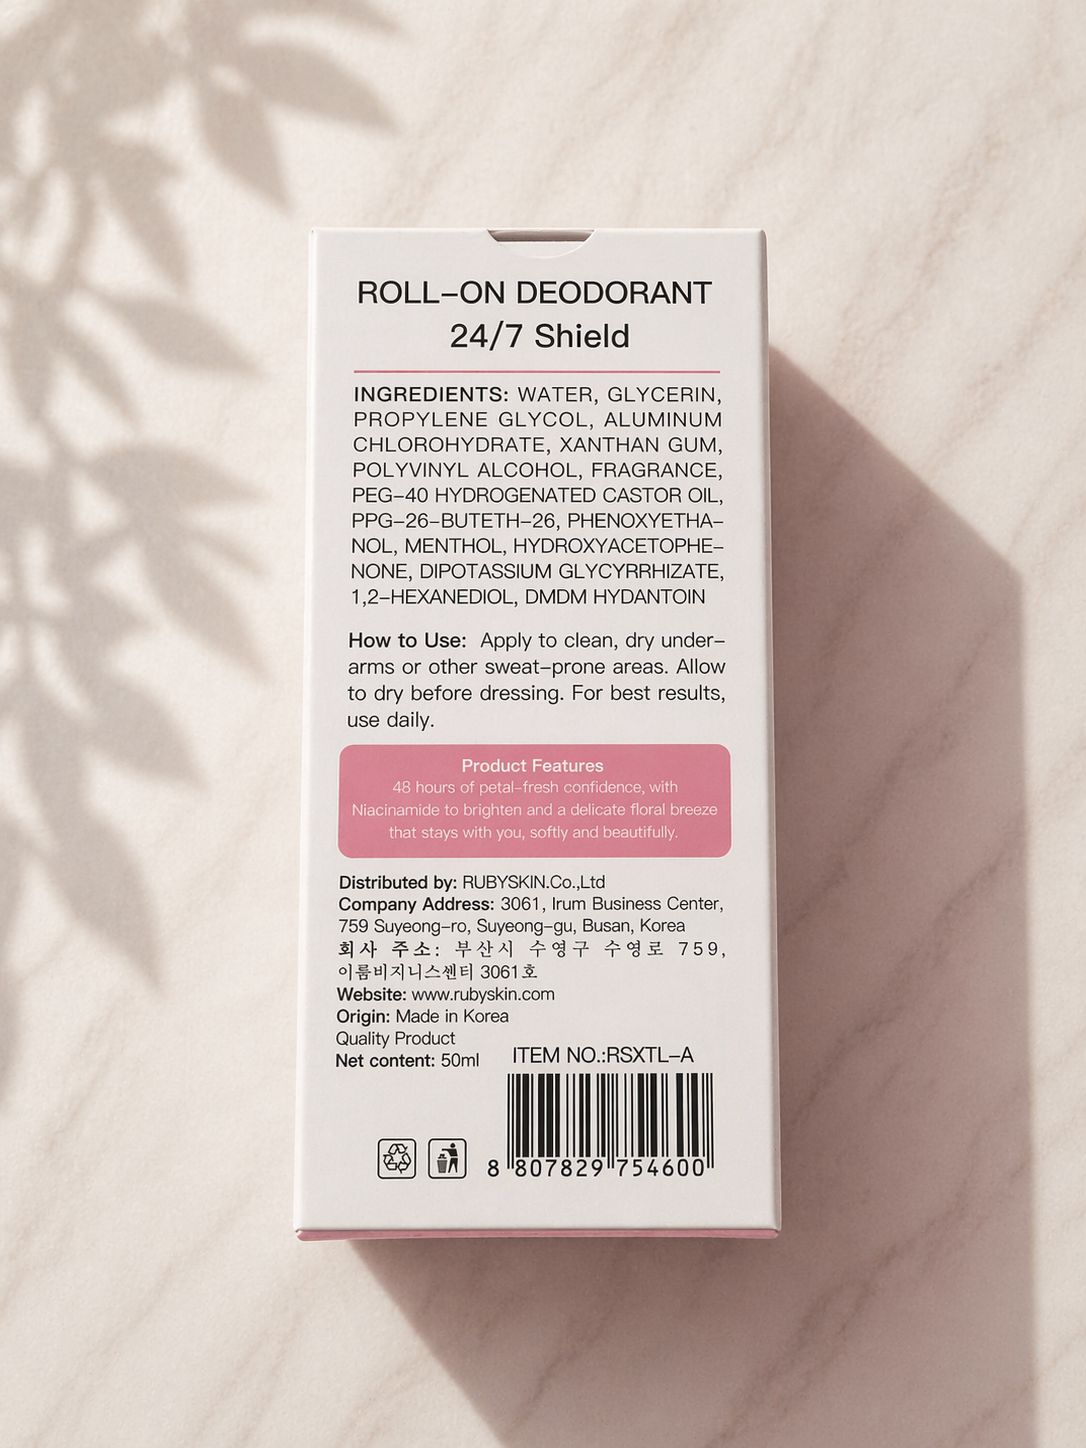 ROLL-ON DEODORANT
24/7 Shield
INGREDIENTS: WATER, GLYCERIN,
PROPYLENE GLYCOL, ALUMINUM
CHLOROHYDRATE, XANTHAN GUM,
POLYVINYL ALCOHOL, FRAGRANCE,
PEG-40 HYDROGENATED CASTOR OIL,
PPG-26-BUTETH-26, PHENOXYETHA-
NOL, MENTHOL, HYDROXYACETOPHE-
NONE, DIPOTASSIUM GLYCYRRHIZATE,
1,2-HEXANEDIOL, DMDM HYDANTOIN
How to Use: Apply to clean, dry under-
arms or other sweat-prone areas. Allow
to dry before dressing. For best results,
use daily.
Product Features
48 hours of petal-fresh confidence, with
Niacinamide to brighten and a delicate floral breeze
that stays with you, softly and beautifully.
Distributed by: RUBYSKIN.Co.,Ltd
Company Address: 3061, Irum Business Center,
759 Suyeong-ro, Suyeong-gu, Busan, Korea
회사 주소: 부산시 수영구 수영로 759,
이룸비지니스쎈티 3061호
Website: www.rubyskin.com
Origin: Made in Korea
Quality Product
Net content: 50ml
ITEM NO.:RSXTL-A
8 807829 754600